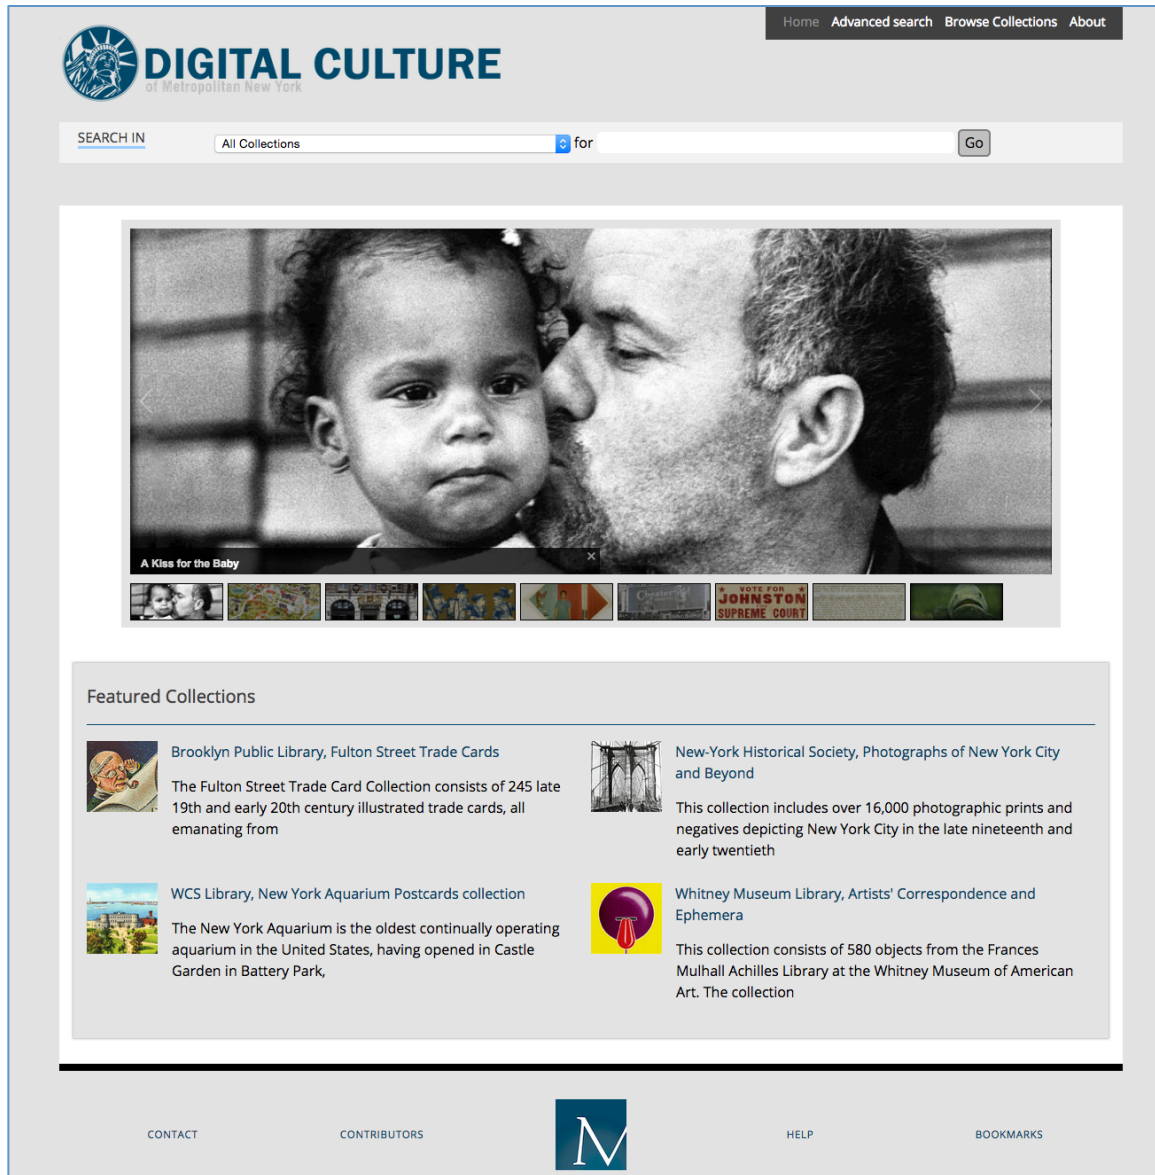 Home Advanced search Browse Collections About
DIGITAL CULTURE
of Metropolitan New York
SEARCH IN
All Collections
for
Go
A Kiss for the Baby
VOTE FOR
JOHNSTON
SUPREME COURT
Featured Collections
Brooklyn Public Library, Fulton Street Trade Cards
The Fulton Street Trade Card Collection consists of 245 late
19th and early 20th century illustrated trade cards, all
emanating from
New-York Historical Society, Photographs of New York City
and Beyond
This collection includes over 16,000 photographic prints and
negatives depicting New York City in the late nineteenth and
early twentieth
WCS Library, New York Aquarium Postcards collection
The New York Aquarium is the oldest continually operating
aquarium in the United States, having opened in Castle
Garden in Battery Park,
Whitney Museum Library, Artists' Correspondence and
Ephemera
This collection consists of 580 objects from the Frances
Mulhall Achilles Library at the Whitney Museum of American
Art. The collection
CONTACT
CONTRIBUTORS
M
HELP
BOOKMARKS